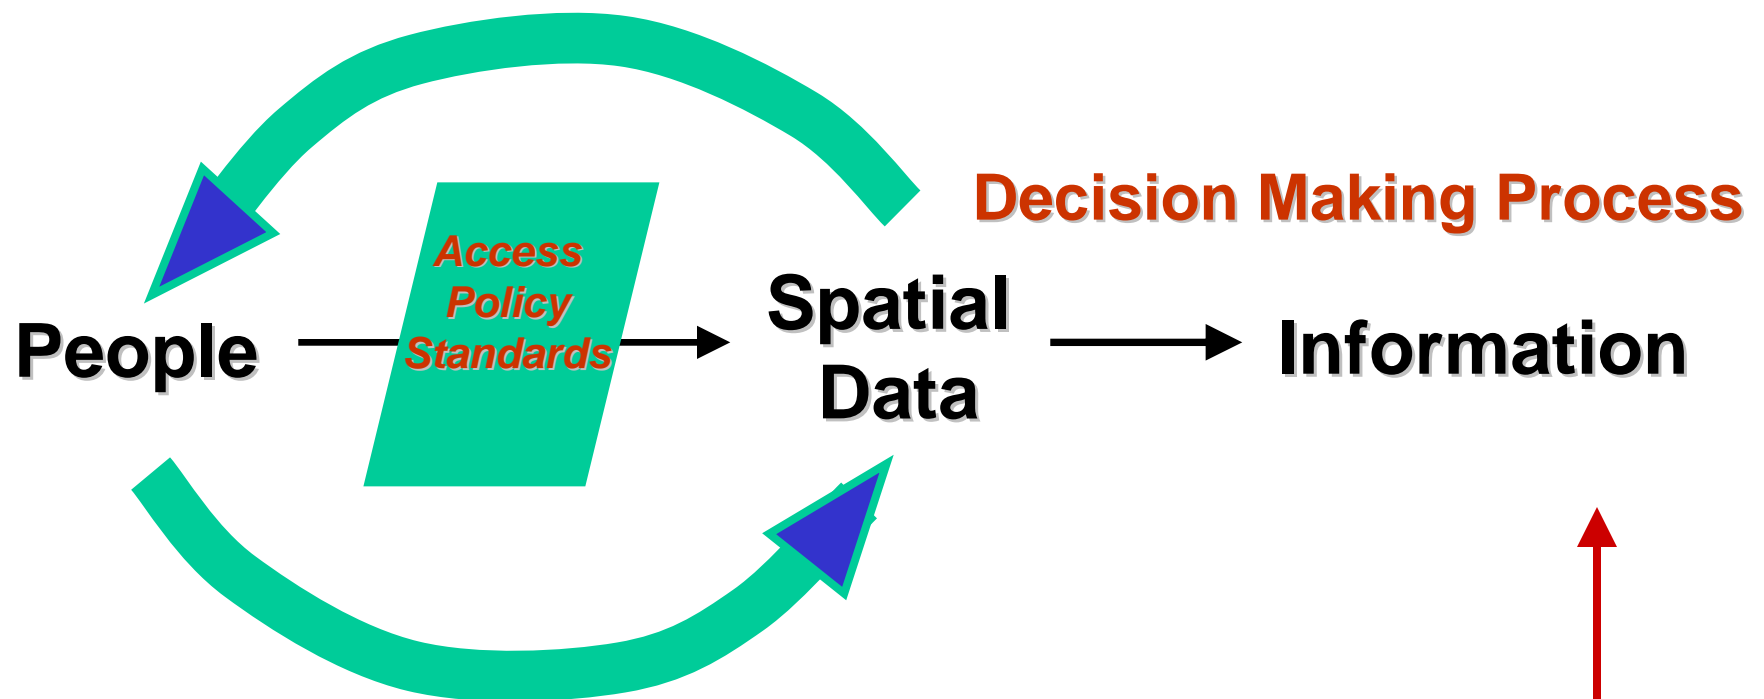 Decision Making Process
People
Access
Policy
Standards
Spatial
Data
Information